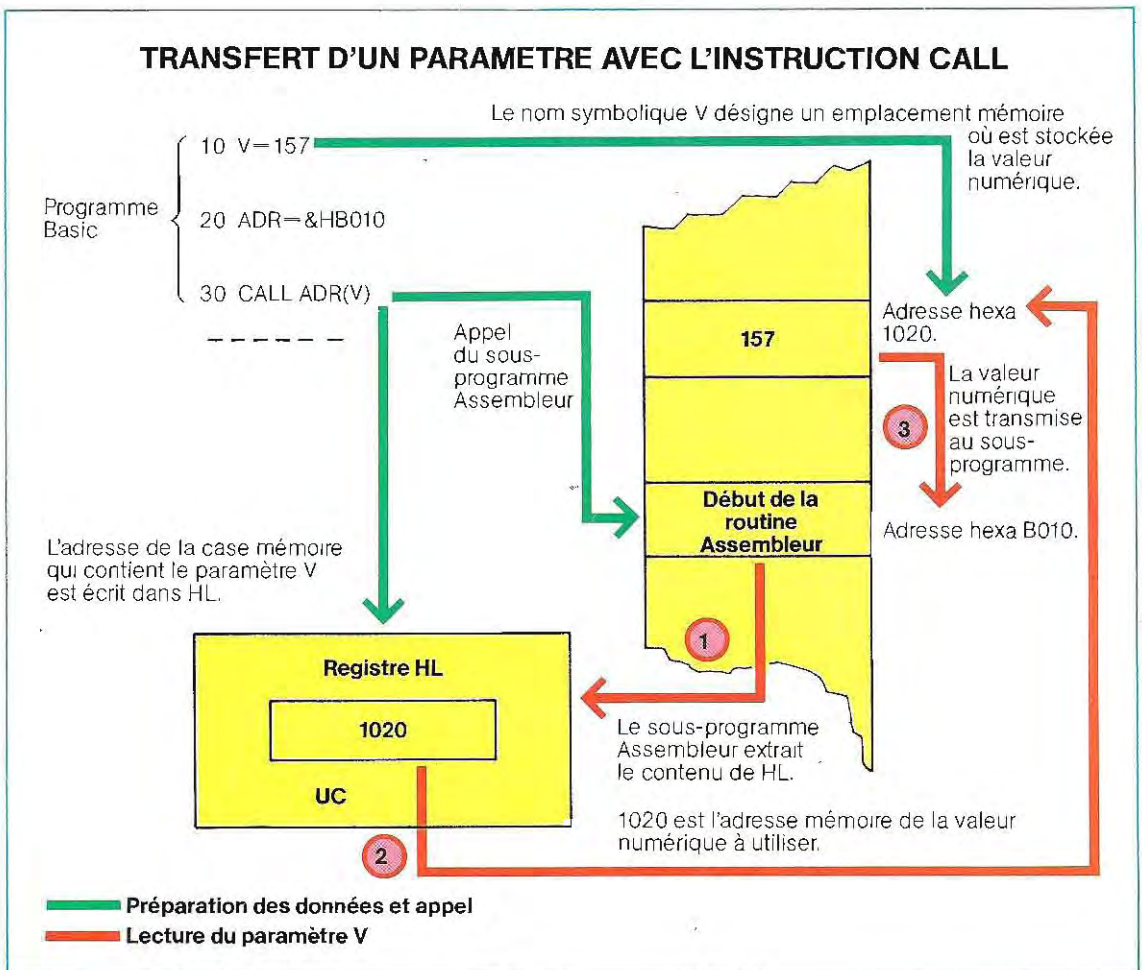 TRANSFERT D'UN PARAMETRE AVEC L'INSTRUCTION CALL
Le nom symbolique V désigne un emplacement mémoire
où est stockée
la valeur
numérique.
Programme
Basic
10 V=157
20 ADR=&HB010
30 CALL ADR(V)
– – – – – –
Appel
du sous-
programme
Assembleur
157
Adresse hexa
1020.
La valeur
numérique
est transmise
au sous-
programme.
3
Début de la
routine
Assembleur
Adresse hexa B010.
L'adresse de la case mémoire
qui contient le paramètre V
est écrit dans HL.
1
Registre HL
1020
UC
Le sous-programme
Assembleur extrait
le contenu de HL.
2
1020 est l'adresse mémoire de la valeur
numérique à utiliser.
Préparation des données et appel
Lecture du paramètre V